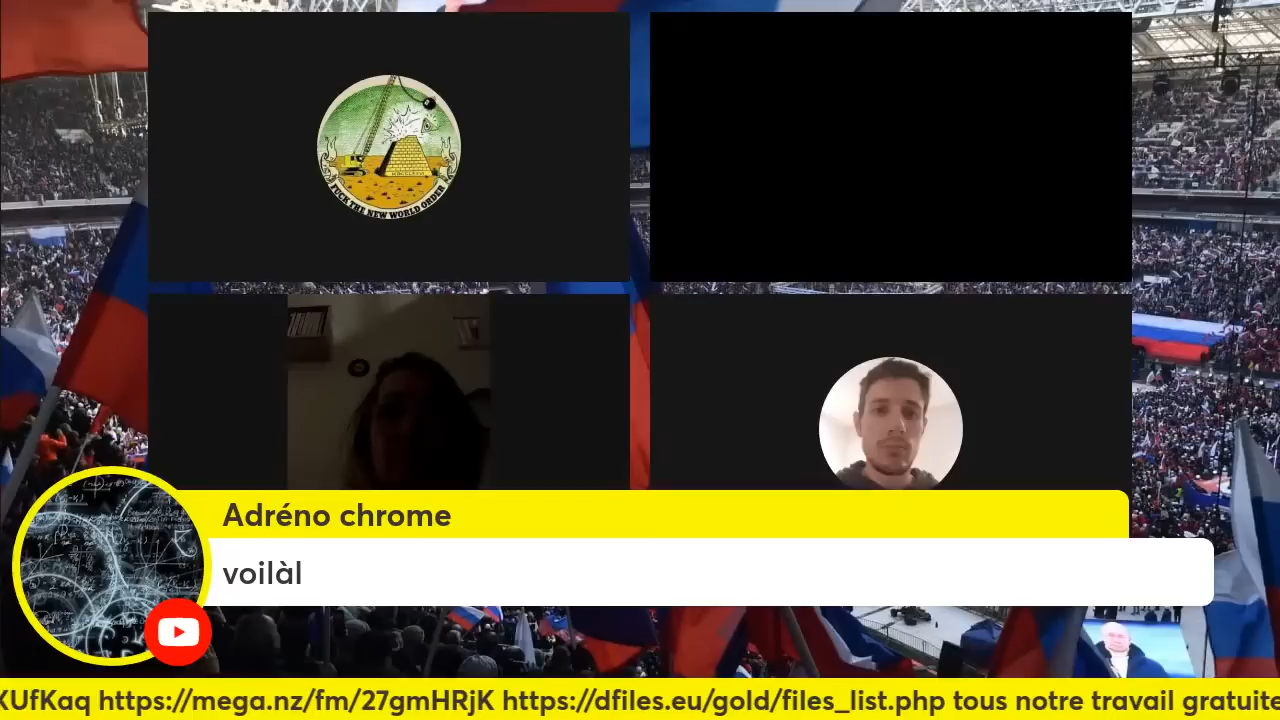 FUCK THE NEW WORLD ORDER
Adréno chrome
voilàl
KUfKaq https://mega.nz/fm/27gmHRjK https://dfiles.eu/gold/files_list.php tous notre travail gratuite